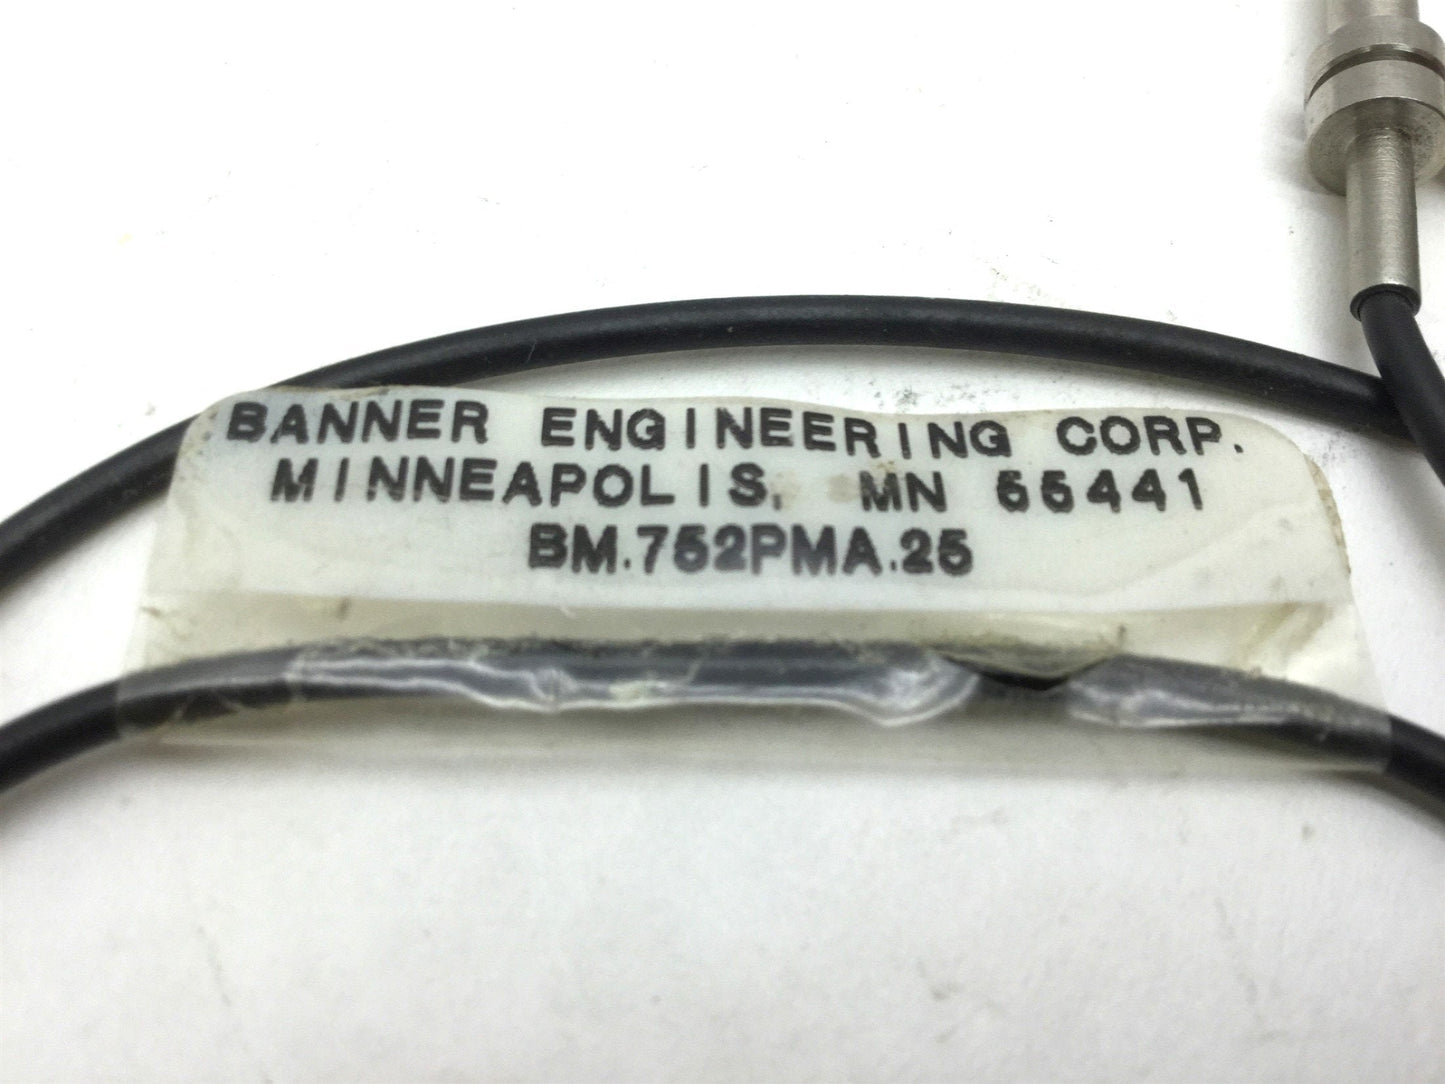 BANNER ENGINEERING CORP.
MINNEAPOLIS, MN 55441
BM.752PMA.25